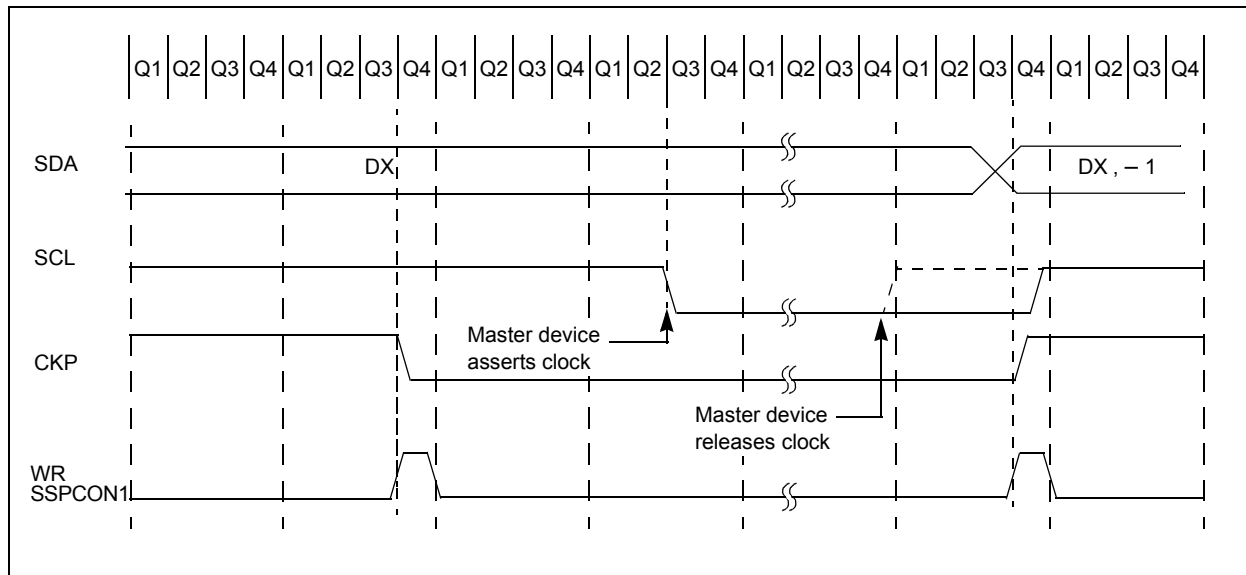 Q1 Q2 Q3 Q4 Q1 Q2 Q3 Q4 Q1 Q2 Q3 Q4 Q1 Q2 Q3 Q4 Q1 Q2 Q3 Q4 Q1 Q2 Q3 Q4 Q1 Q2 Q3 Q4
SDA DX DX , – 1
SCL
Master device
asserts clock
CKP
Master device
releases clock
WR
SSPCON1